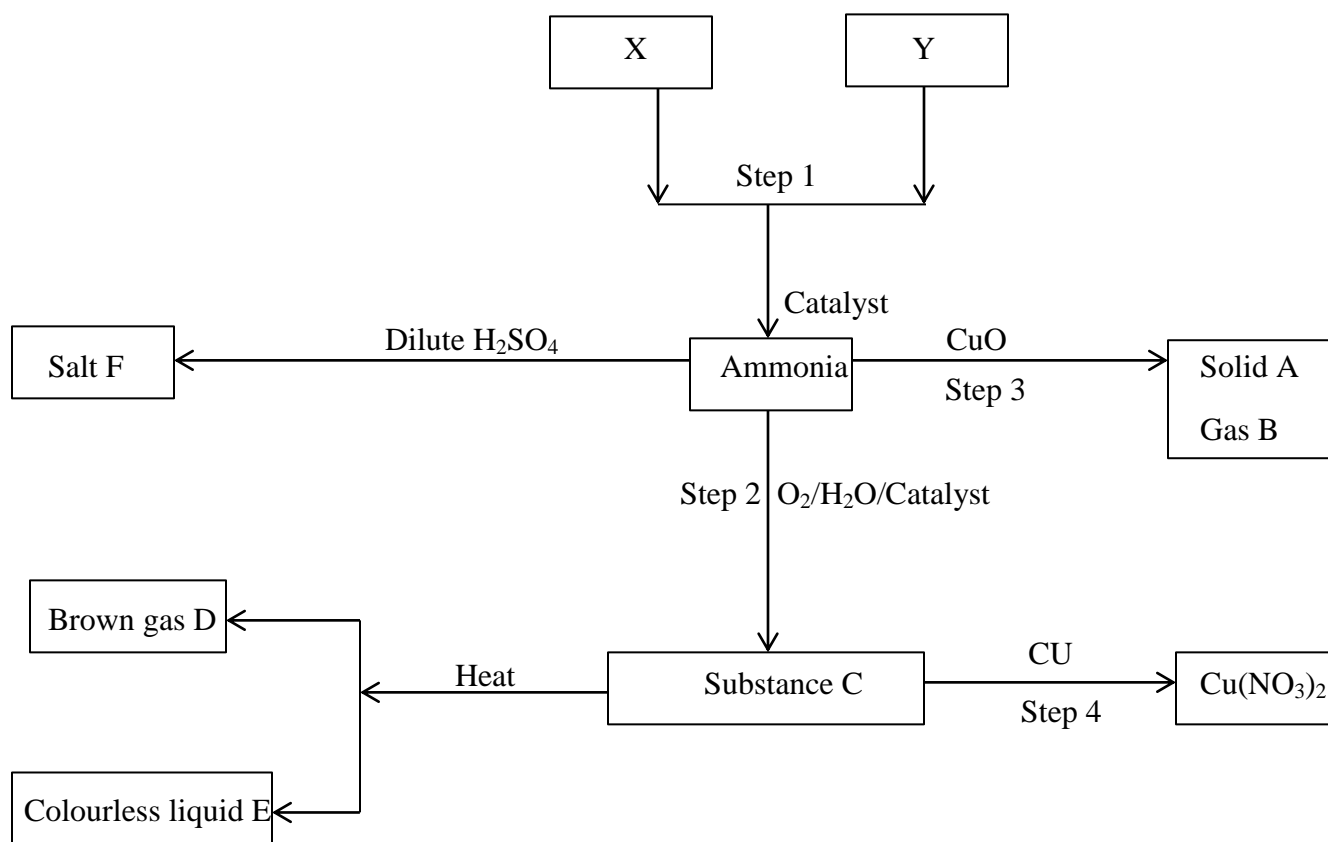 X
Y
Step 1
Catalyst
Dilute H₂SO₄
CuO
Salt F
Ammonia
Step 3
Solid A
Gas B
Step 2
O₂/H₂O/Catalyst
Brown gas D
Heat
Substance C
CU
Step 4
Cu(NO₃)₂
Colourless liquid E